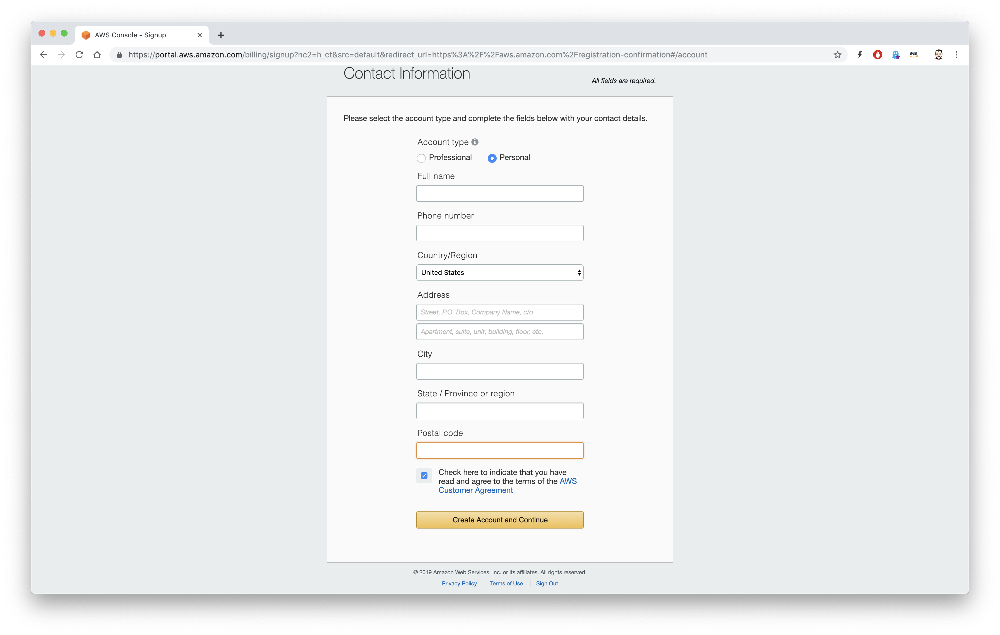 AWS Console - Signup
https://portal.aws.amazon.com/billing/signup?nc2=h_ct&src=default&redirect_url=https%3A%2F%2Faws.amazon.com%2Fregistration-confirmation#/account
aea
Contact Information
All fields are required.
Please select the account type and complete the fields below with your contact details.
Account type
Professional Personal
Full name
Phone number
Country/Region
United States
Address
Street, P.O. Box, Company Name, c/o
Apartment, suite, unit, building, floor, etc.
City
State / Province or region
Postal code
Check here to indicate that you have
read and agree to the terms of the AWS
Customer Agreement
Create Account and Continue
© 2019 Amazon Web Services, Inc. or its affiliates. All rights reserved.
Privacy Policy Terms of Use Sign Out